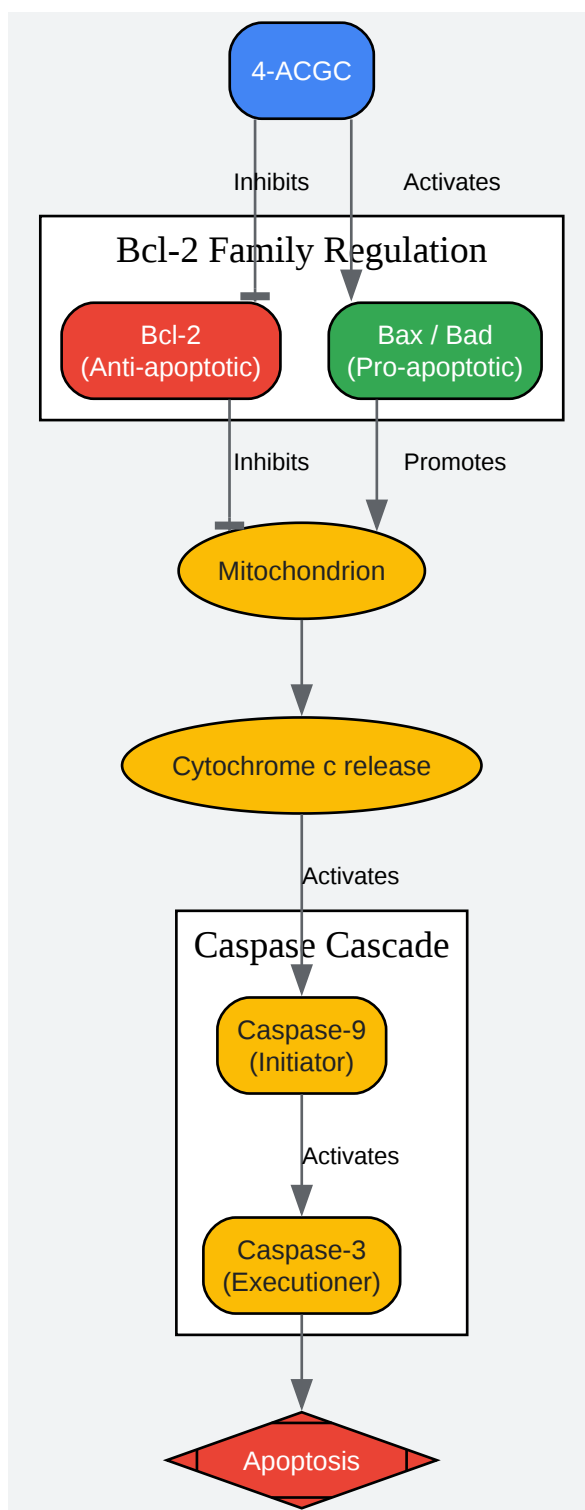 4-ACGC
Inhibits
Activates
Bcl-2 Family Regulation
Bcl-2
(Anti-apoptotic)
Bax / Bad
(Pro-apoptotic)
Inhibits
Promotes
Mitochondrion
Cytochrome c release
Activates
Caspase Cascade
Caspase-9
(Initiator)
Activates
Caspase-3
(Executioner)
Apoptosis